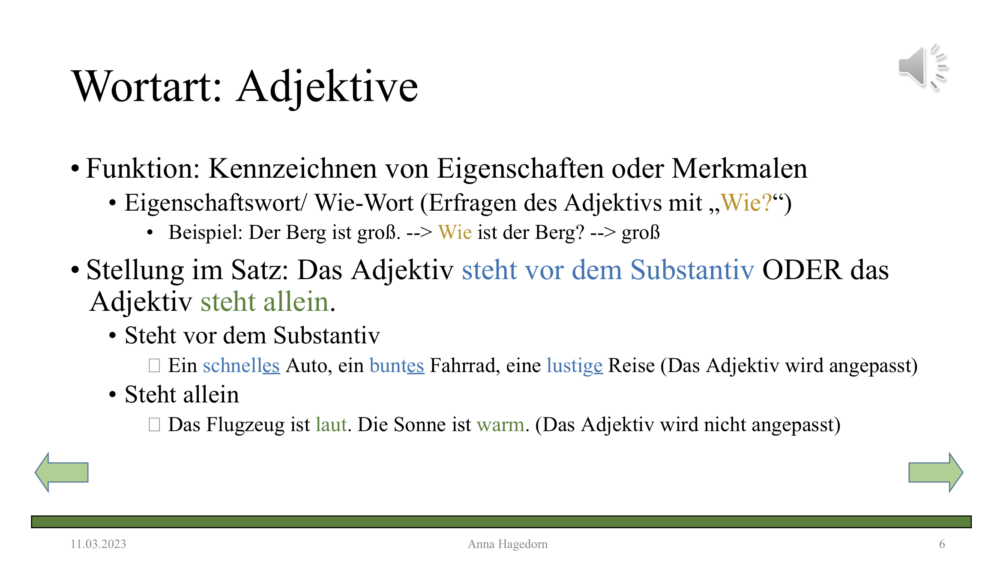 Wortart: Adjektive
• Funktion: Kennzeichnen von Eigenschaften oder Merkmalen
• Eigenschaftswort/ Wie-Wort (Erfragen des Adjektivs mit „Wie?“)
• Beispiel: Der Berg ist groß. --> Wie ist der Berg? --> groß
• Stellung im Satz: Das Adjektiv steht vor dem Substantiv ODER das
Adjektiv steht allein.
• Steht vor dem Substantiv
Ein schnelles Auto, ein buntes Fahrrad, eine lustige Reise (Das Adjektiv wird angepasst)
• Steht allein
Das Flugzeug ist laut. Die Sonne ist warm. (Das Adjektiv wird nicht angepasst)
11.03.2023
Anna Hagedorn
6